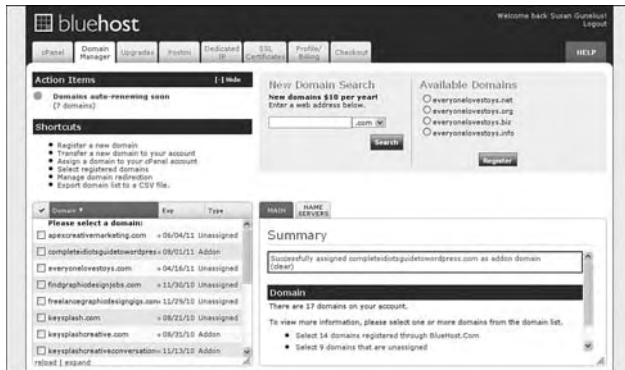 bluehost
Welcome back Susan Gunelius!
Logout
cPanel
Domain Manager
Upgrades
Postini
Dedicated IP
SSL Certificates
Profile/ Billing
Checkout
HELP
Action Items
[-] Hide
Domains auto-renewing soon
(7 domains)
Shortcuts
Register a new domain
Transfer a new domain to your account
Assign a domain to your cPanel account
Select registered domains
Manage domain redirection
Export domain list to a CSV file.
New Domain Search
New domains $10 per year!
Enter a web address below.
.com
Search
Available Domains
everyonelovestoys.net
everyonelovestoys.org
everyonelovestoys.biz
everyonelovestoys.info
Register
Domain Exp Type
Please select a domain:
apexcreativemarketing.com + 06/04/11 Unassigned
completeidiotsguidetowordpres+ 09/01/11 Addon
everyonelovestoys.com + 04/16/11 Unassigned
findgraphicdesignjobs.com + 11/30/10 Unassigned
freelancegraphicdesigngigs.com+ 11/29/10 Unassigned
keysplash.com + 08/21/10 Unassigned
keysplashcreative.com + 08/31/10 Addon
keysplashcreativeconversation+ 11/13/10 Addon
reload | expand
MAIN
NAME SERVERS
Summary
Successfully assigned completeidiotsguidetowordpress.com as addon domain
(clear)
Domain
There are 17 domains on your account.
To view more information, please select one or more domains from the domain list.
Select 14 domains registered through BlueHost.Com
Select 9 domains that are unassigned